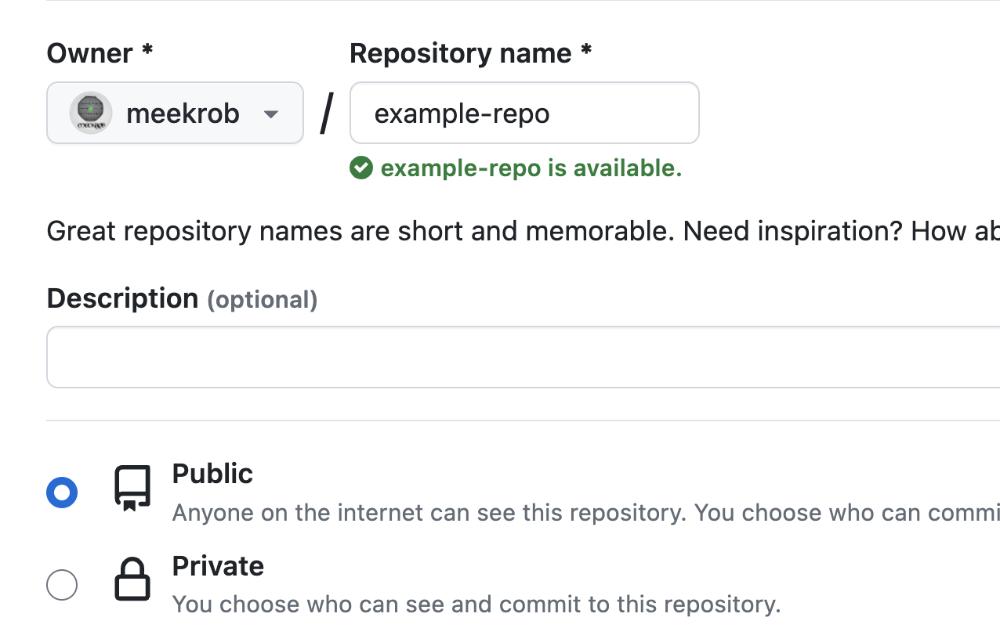 Owner *
Repository name *
MEEKROB
meekrob
/
example-repo
example-repo is available.
Great repository names are short and memorable. Need inspiration? How ab
Description (optional)
Public
Anyone on the internet can see this repository. You choose who can commi
Private
You choose who can see and commit to this repository.